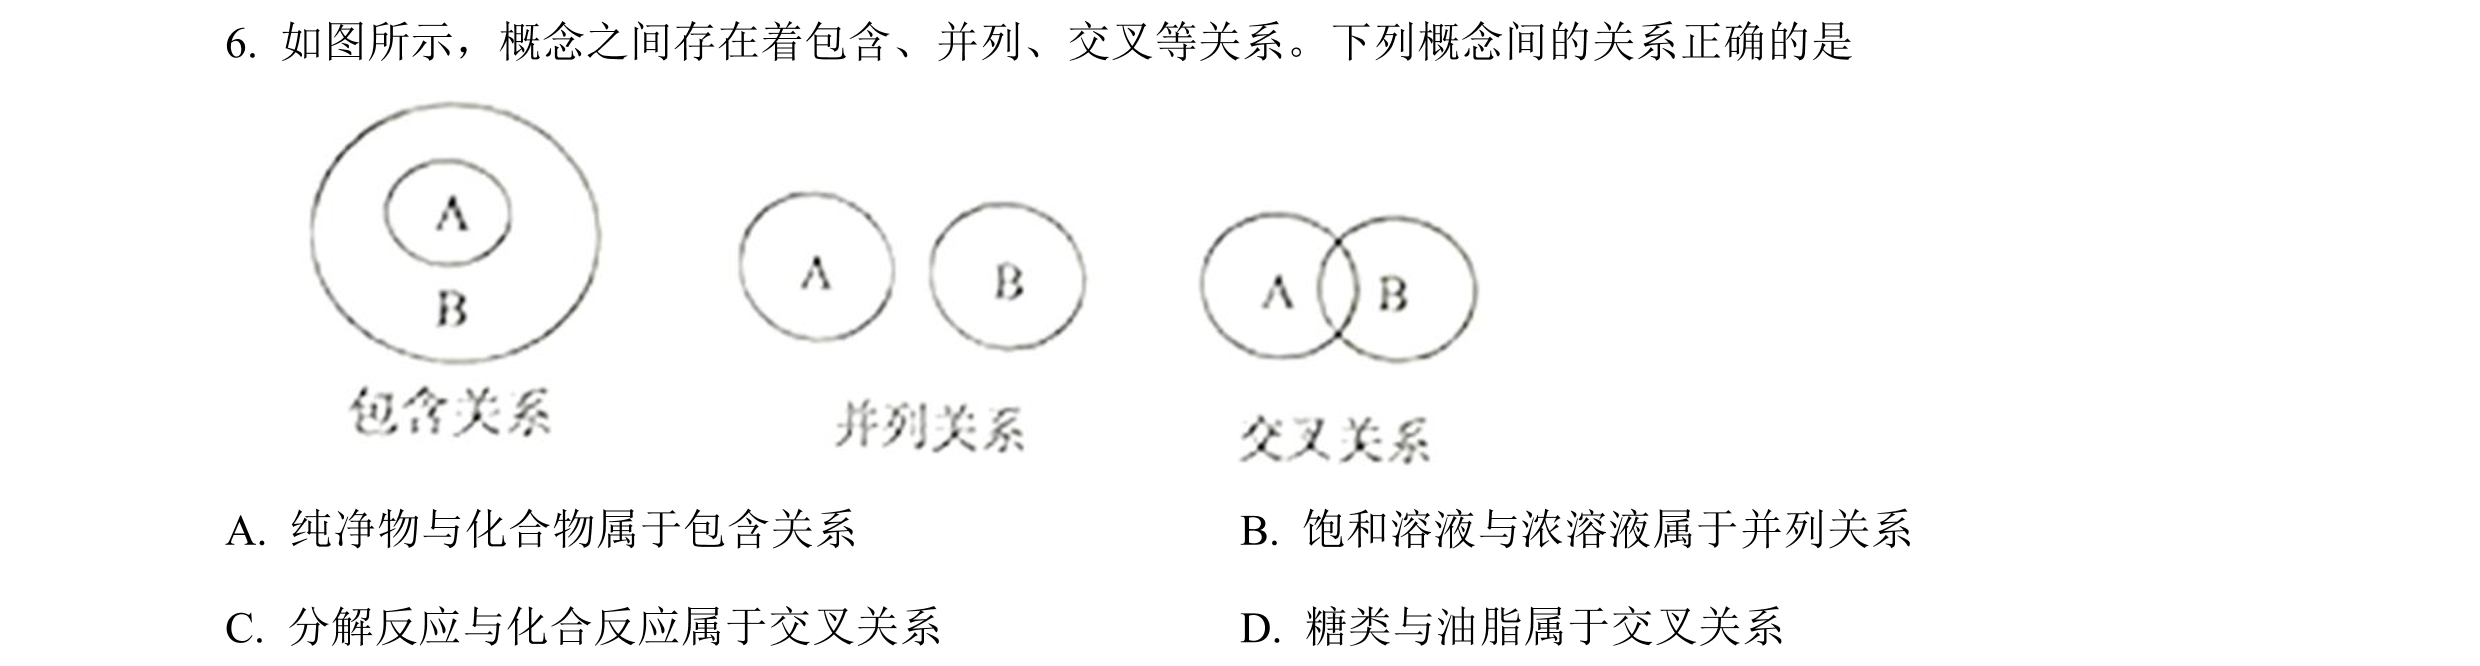 6. 如图所示，概念之间存在着包含、并列、交叉等关系。下列概念间的关系正确的是
A
B
包含关系
A
B
并列关系
A
B
交叉关系
A. 纯净物与化合物属于包含关系
B. 饱和溶液与浓溶液属于并列关系
C. 分解反应与化合反应属于交叉关系
D. 糖类与油脂属于交叉关系